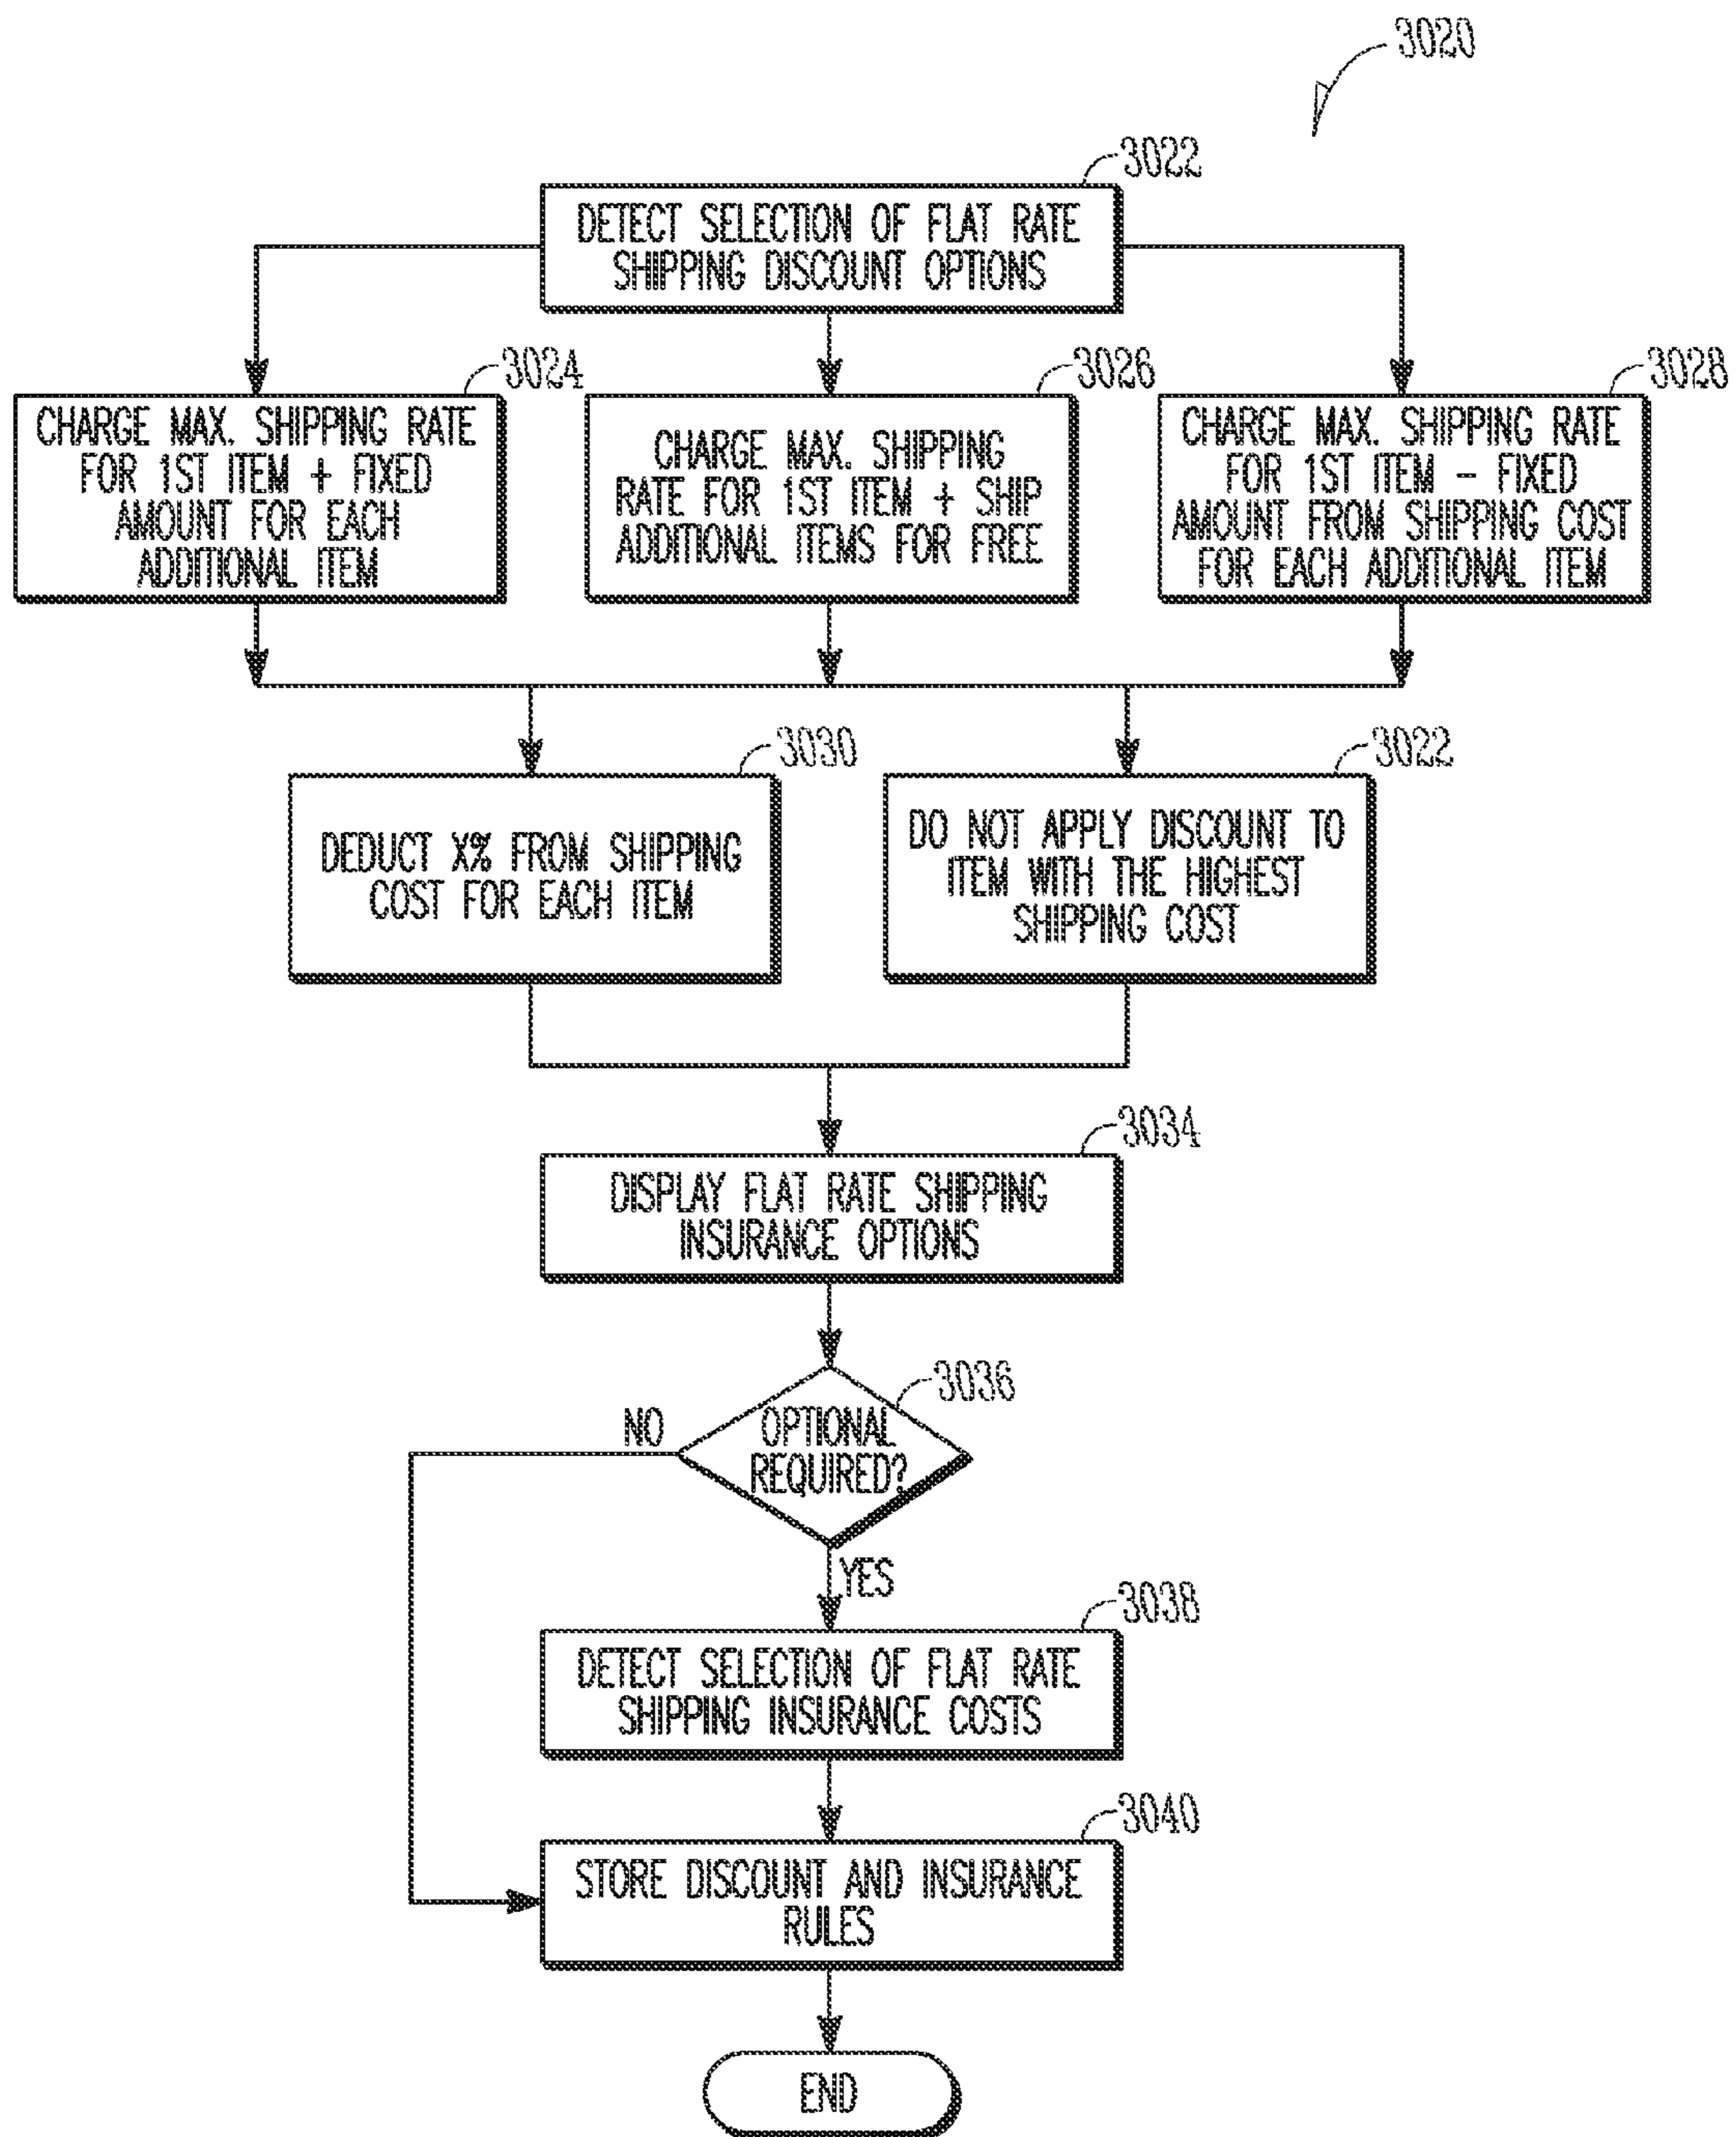 3020
3022
DETECT SELECTION OF FLAT RATE
SHIPPING DISCOUNT OPTIONS
3024
CHARGE MAX. SHIPPING RATE
FOR 1ST ITEM + FIXED
AMOUNT FOR EACH
ADDITIONAL ITEM
3026
CHARGE MAX. SHIPPING
RATE FOR 1ST ITEM + SHIP
ADDITIONAL ITEMS FOR FREE
3028
CHARGE MAX. SHIPPING RATE
FOR 1ST ITEM – FIXED
AMOUNT FROM SHIPPING COST
FOR EACH ADDITIONAL ITEM
3030
DEDUCT X% FROM SHIPPING
COST FOR EACH ITEM
3022
DO NOT APPLY DISCOUNT TO
ITEM WITH THE HIGHEST
SHIPPING COST
3034
DISPLAY FLAT RATE SHIPPING
INSURANCE OPTIONS
3036
OPTIONAL
REQUIRED?
NO
YES
3038
DETECT SELECTION OF FLAT RATE
SHIPPING INSURANCE COSTS
3040
STORE DISCOUNT AND INSURANCE
RULES
END